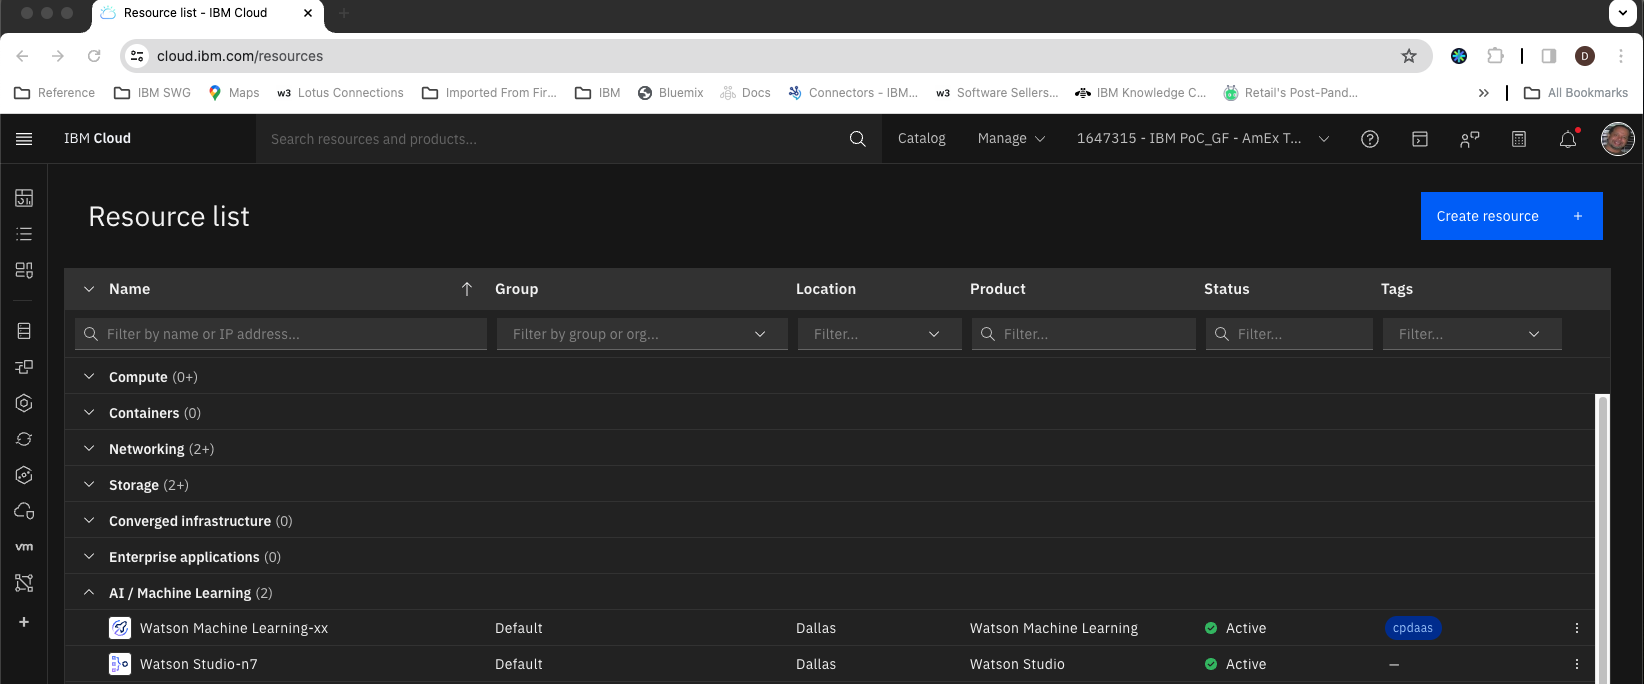 Resource list - IBM Cloud
cloud.ibm.com/resources
D
Reference IBM SWG Maps w3 Lotus Connections Imported From Fir... IBM Bluemix Docs Connectors - IBM... w3 Software Sellers... IBM Knowledge C... Retail's Post-Pand... » All Bookmarks
IBM Cloud Search resources and products... Catalog Manage 1647315 - IBM PoC_GF - AmEx T...
Resource list
Create resource +
Name Group Location Product Status Tags
Filter by name or IP address... Filter by group or org... Filter... Filter... Filter... Filter...
Compute (0+)
Containers (0)
Networking (2+)
Storage (2+)
Converged infrastructure (0)
vm
Enterprise applications (0)
AI / Machine Learning (2)
Watson Machine Learning-xx Default Dallas Watson Machine Learning Active cpdaas
Watson Studio-n7 Default Dallas Watson Studio Active —